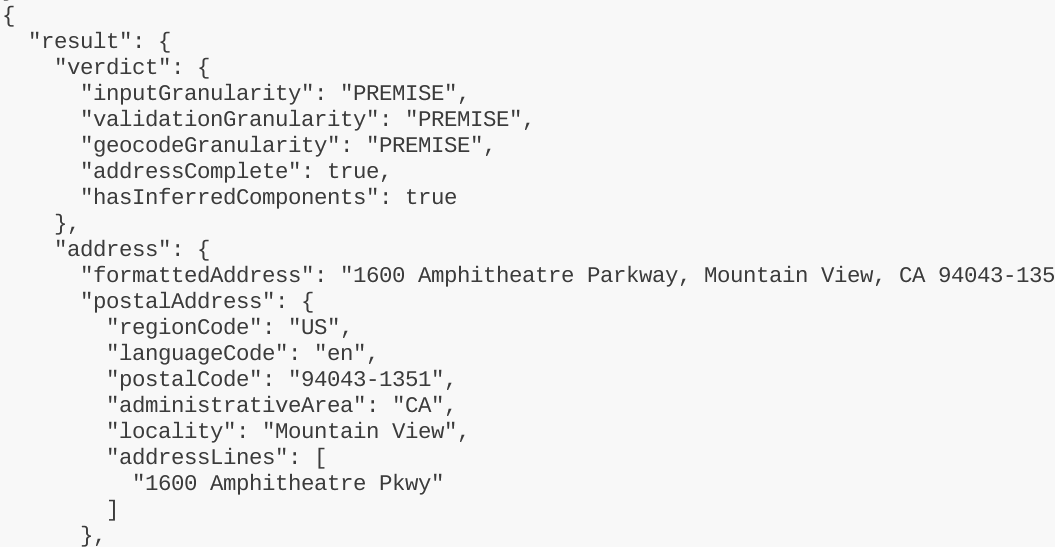 {
  "result": {
    "verdict": {
      "inputGranularity": "PREMISE",
      "validationGranularity": "PREMISE",
      "geocodeGranularity": "PREMISE",
      "addressComplete": true,
      "hasInferredComponents": true
    },
    "address": {
      "formattedAddress": "1600 Amphitheatre Parkway, Mountain View, CA 94043-135
      "postalAddress": {
        "regionCode": "US",
        "languageCode": "en",
        "postalCode": "94043-1351",
        "administrativeArea": "CA",
        "locality": "Mountain View",
        "addressLines": [
          "1600 Amphitheatre Pkwy"
        ]
      },